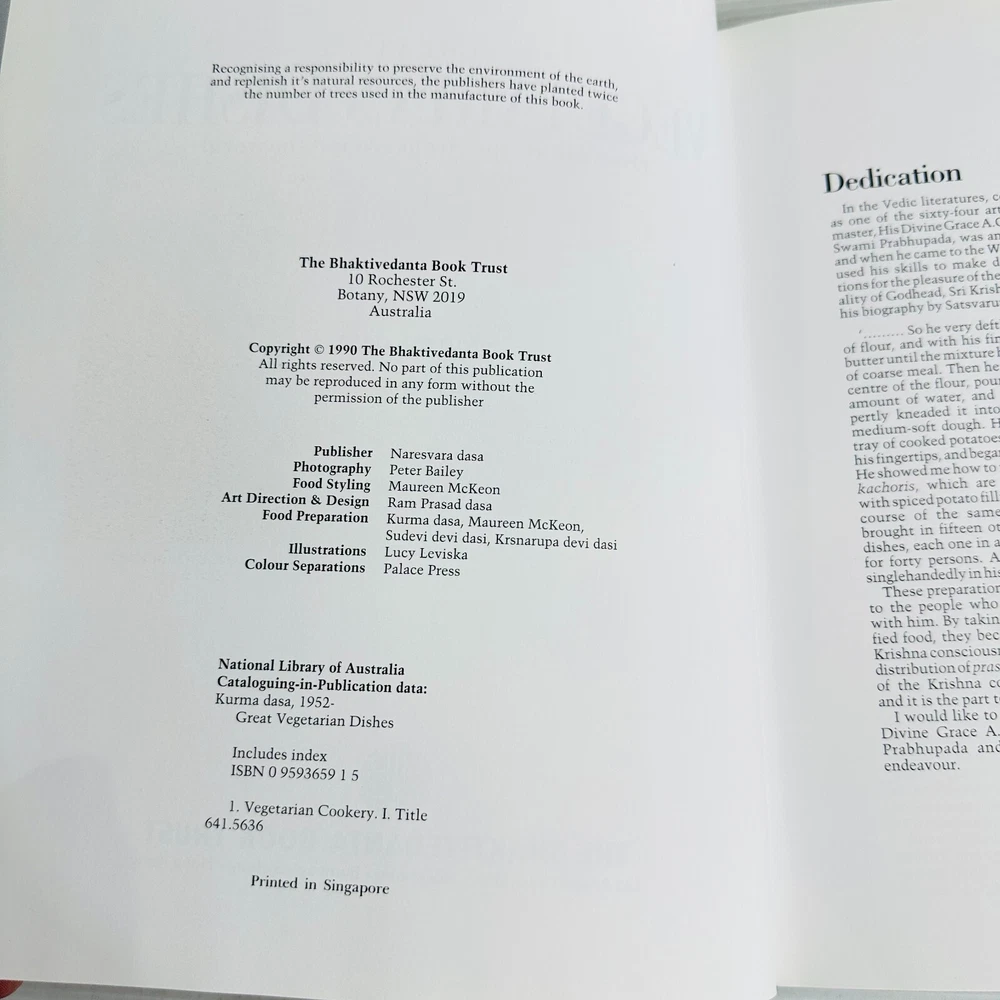 Recognising a responsibility to preserve the environment of the earth,
and replenish it's natural resources, the publishers have planted twice
the number of trees used in the manufacture of this book.
The Bhaktivedanta Book Trust
10 Rochester St.
Botany, NSW 2019
Australia
Copyright © 1990 The Bhaktivedanta Book Trust
All rights reserved. No part of this publication
may be reproduced in any form without the
permission of the publisher
Publisher Naresvara dasa
Photography Peter Bailey
Food Styling Maureen McKeon
Art Direction & Design Ram Prasad dasa
Food Preparation Kurma dasa, Maureen McKeon,
Sudevi devi dasi, Krsnarupa devi dasi
Illustrations Lucy Leviska
Colour Separations Palace Press
National Library of Australia
Cataloguing-in-Publication data:
Kurma dasa, 1952-
Great Vegetarian Dishes
Includes index
ISBN 0 9593659 1 5
1. Vegetarian Cookery. I. Title
641.5636
Printed in Singapore
Dedication
In the Vedic literatures,
as one of the sixty-four
master, His Divine Grace
Swami Prabhupada, was
and when he came to the
used his skills to make
tions for the pleasure of the
ality of Godhead, Sri
his biography by
'......... So he very
of flour, and with his
butter until the mixture
of coarse meal. Then he
centre of the flour,
amount of water, and
pertly kneaded it into
medium-soft dough.
tray of cooked potatoes
his fingertips, and began
He showed me how to
kachoris, which are
with spiced potato
course of the same
brought in fifteen
dishes, each one in a
for forty persons.
singlehandedly in his
These
to the people who
with him. By
fied food, they
Krishna
distribution of
of the Krishna
and it is the part
I would like to
Divine Grace A.
Prabhupada and
endeavour.